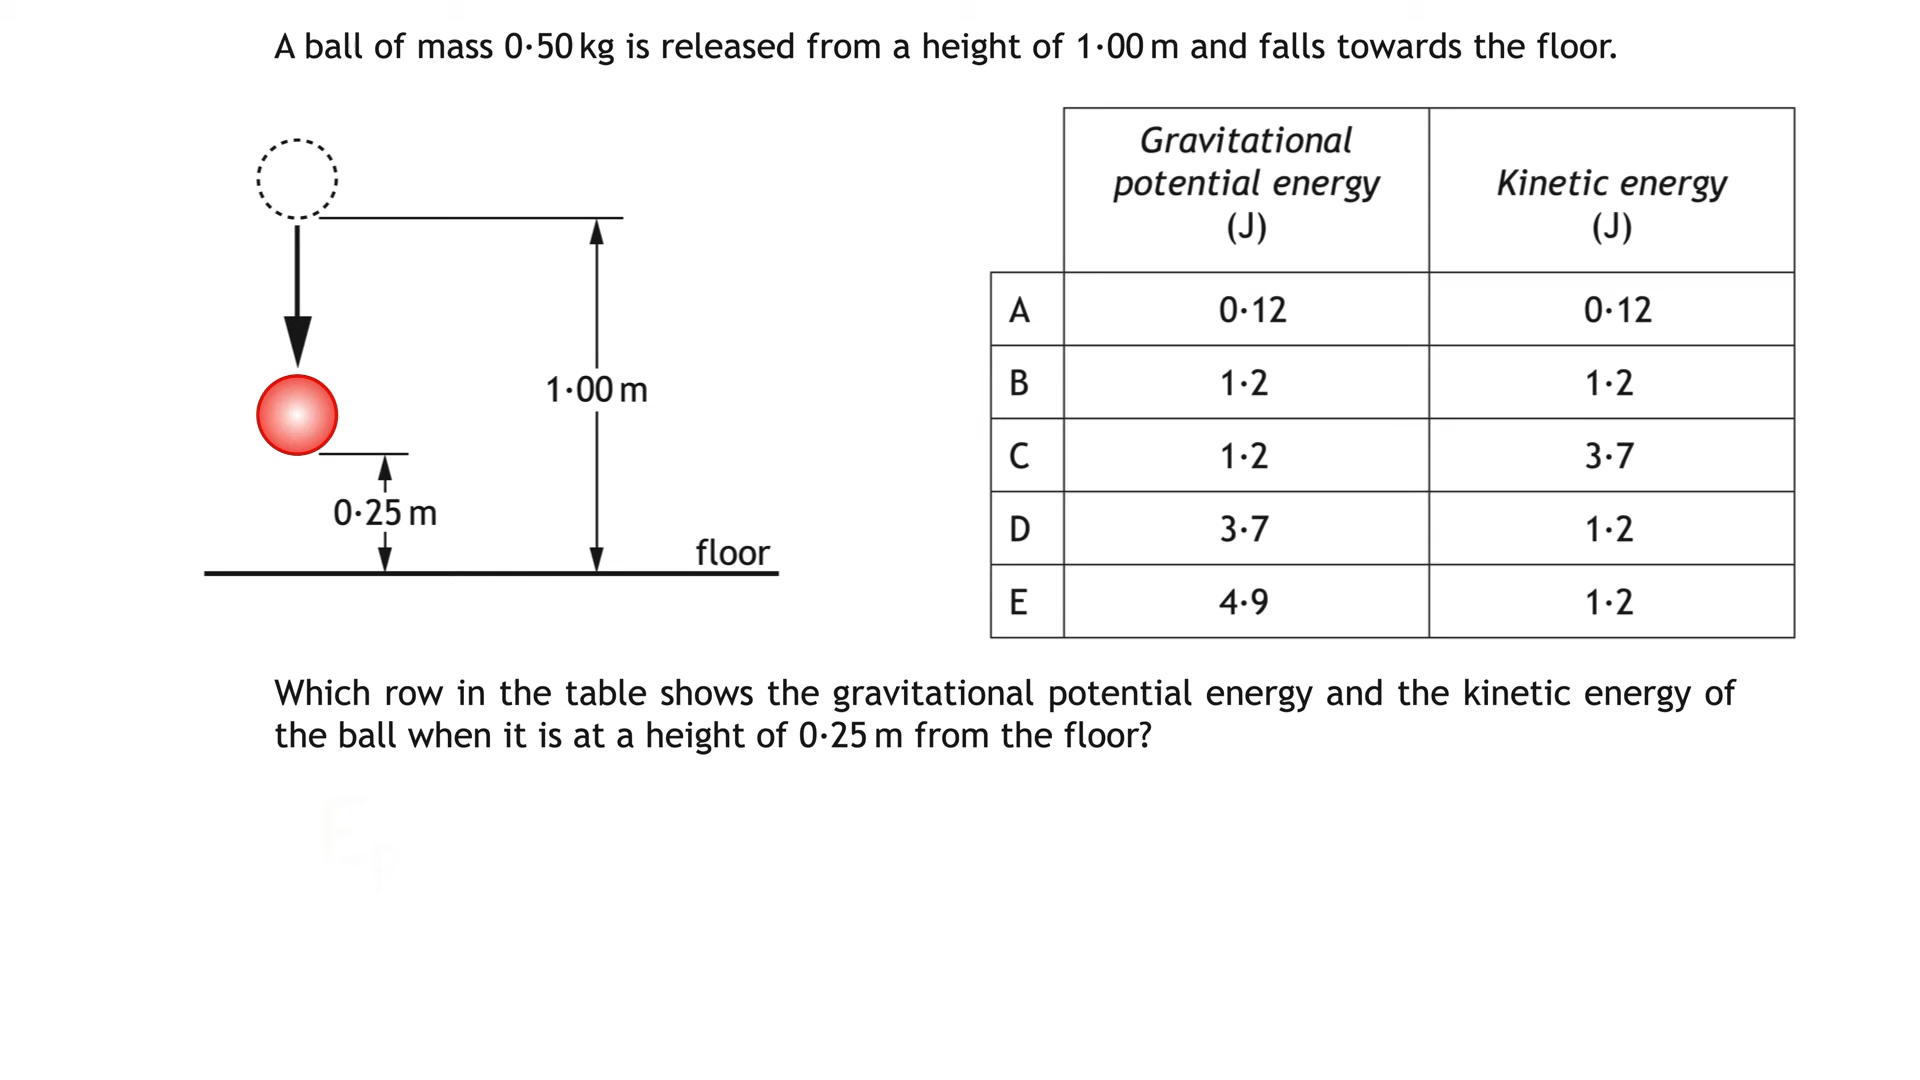 A ball of mass 0·50 kg is released from a height of 1·00 m and falls towards the floor.
1·00 m
0·25 m
floor
Gravitational
potential energy
(J)
Kinetic energy
(J)
A 0·12 0·12
B 1·2 1·2
C 1·2 3·7
D 3·7 1·2
E 4·9 1·2
Which row in the table shows the gravitational potential energy and the kinetic energy of
the ball when it is at a height of 0·25 m from the floor?
Ep